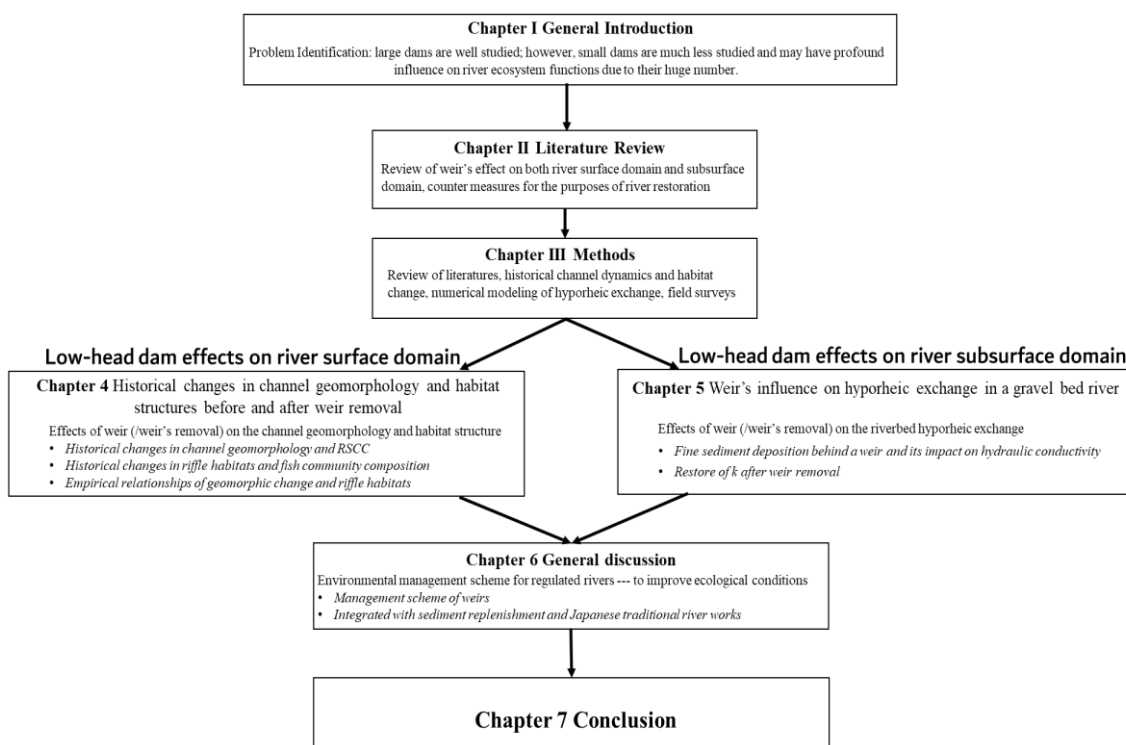 Chapter I General Introduction
Problem Identification: large dams are well studied; however, small dams are much less studied and may have profound
influence on river ecosystem functions due to their huge number.
Chapter II Literature Review
Review of weir's effect on both river surface domain and subsurface
domain, counter measures for the purposes of river restoration
Chapter III Methods
Review of literatures, historical channel dynamics and habitat
change, numerical modeling of hyporheic exchange, field surveys
Low-head dam effects on river surface domain
Chapter 4 Historical changes in channel geomorphology and habitat
structures before and after weir removal
Effects of weir (/weir's removal) on the channel geomorphology and habitat structure
• Historical changes in channel geomorphology and RSCC
• Historical changes in riffle habitats and fish community composition
• Empirical relationships of geomorphic change and riffle habitats
Low-head dam effects on river subsurface domain
Chapter 5 Weir's influence on hyporheic exchange in a gravel bed river
Effects of weir (/weir's removal) on the riverbed hyporheic exchange
• Fine sediment deposition behind a weir and its impact on hydraulic conductivity
• Restore of k after weir removal
Chapter 6 General discussion
Environmental management scheme for regulated rivers --- to improve ecological conditions
• Management scheme of weirs
• Integrated with sediment replenishment and Japanese traditional river works
Chapter 7 Conclusion